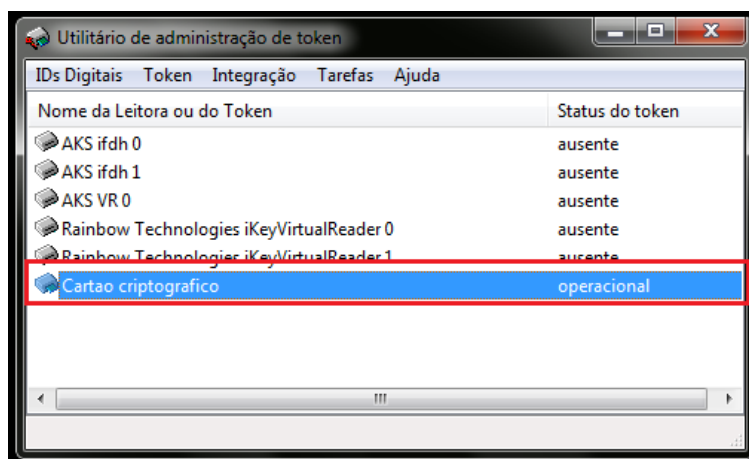 Utilitário de administração de token
IDs Digitais Token Integração Tarefas Ajuda
Nome da Leitora ou do Token Status do token
AKS ifdh 0 ausente
AKS ifdh 1 ausente
AKS VR 0 ausente
Rainbow Technologies iKeyVirtualReader 0 ausente
Rainbow Technologies iKeyVirtualReader 1 ausente
Cartao criptografico operacional